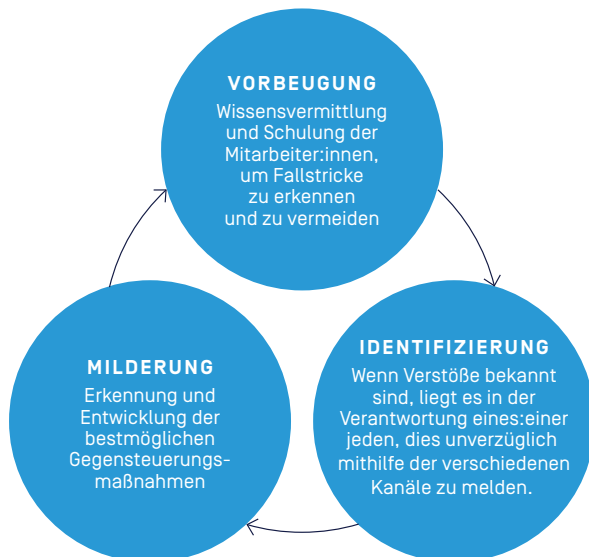 VORBEUGUNG
Wissensvermittlung
und Schulung der
Mitarbeiter:innen,
um Fallstricke
zu erkennen
und zu vermeiden
MILDERUNG
Erkennung und
Entwicklung der
bestmöglichen
Gegensteuerungs-
maßnahmen
IDENTIFIZIERUNG
Wenn Verstöße bekannt
sind, liegt es in der
Verantwortung eines:einer
jeden, dies unverzüglich
mithilfe der verschiedenen
Kanäle zu melden.